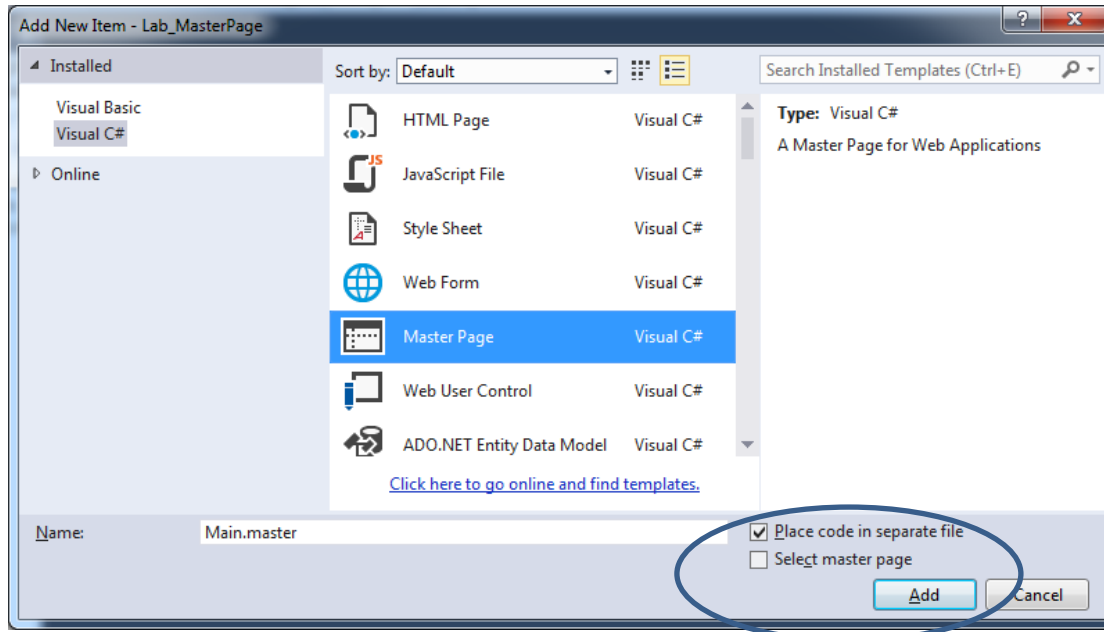 Add New Item - Lab_MasterPage
?
x
Installed
Visual Basic
Visual C#
Online
Sort by: Default
Search Installed Templates (Ctrl+E)
HTML Page Visual C#
JS
JavaScript File Visual C#
A
Style Sheet Visual C#
Web Form Visual C#
Master Page Visual C#
Web User Control Visual C#
ADO.NET Entity Data Model Visual C#
Click here to go online and find templates.
Type: Visual C#
A Master Page for Web Applications
Name: Main.master
Place code in separate file
Select master page
Add Cancel